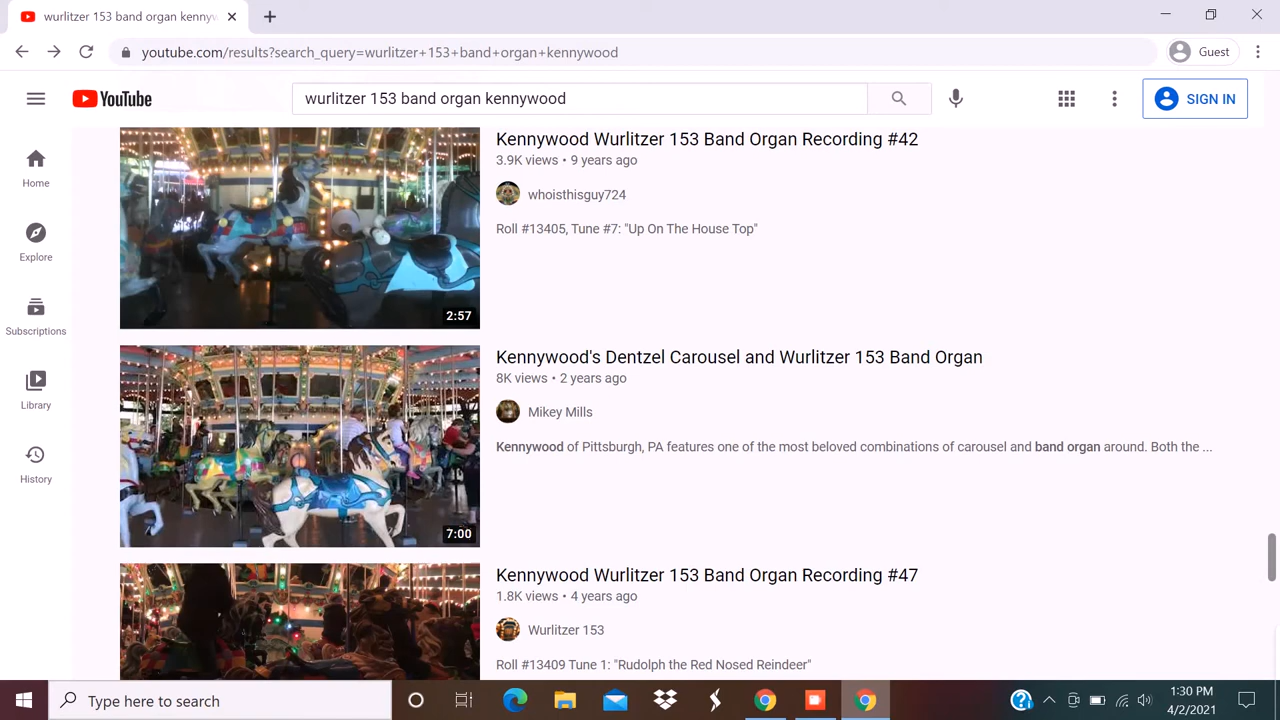 wurlitzer 153 band organ kennyw
youtube.com/results?search_query=wurlitzer+153+band+organ+kennywood
Guest
YouTube
wurlitzer 153 band organ kennywood
SIGN IN
Home
Explore
Subscriptions
Library
History
Kennywood Wurlitzer 153 Band Organ Recording #42
3.9K views • 9 years ago
whoisthisguy724
Roll #13405, Tune #7: "Up On The House Top"
2:57
Kennywood's Dentzel Carousel and Wurlitzer 153 Band Organ
8K views • 2 years ago
Mikey Mills
Kennywood of Pittsburgh, PA features one of the most beloved combinations of carousel and band organ around. Both the ...
7:00
Kennywood Wurlitzer 153 Band Organ Recording #47
1.8K views • 4 years ago
Wurlitzer 153
Roll #13409 Tune 1: "Rudolph the Red Nosed Reindeer"
Type here to search
1:30 PM
4/2/2021